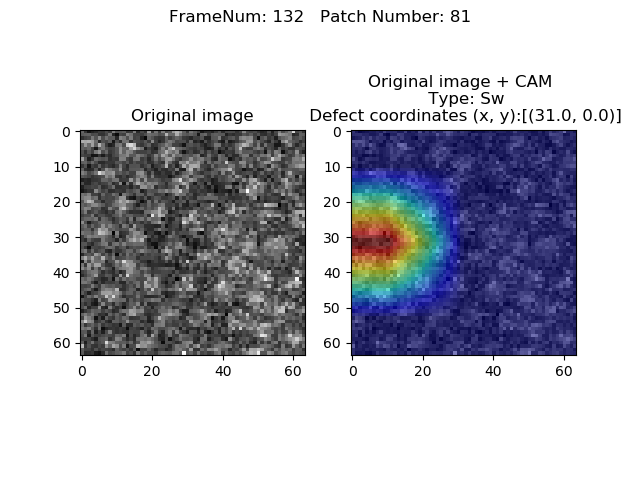 FrameNum: 132   Patch Number: 81
Original image
Original image + CAM
Type: Sw
Defect coordinates (x, y):[(31.0, 0.0)]
0
10
20
30
40
50
60
0 20 40 60
0
10
20
30
40
50
60
0 20 40 60